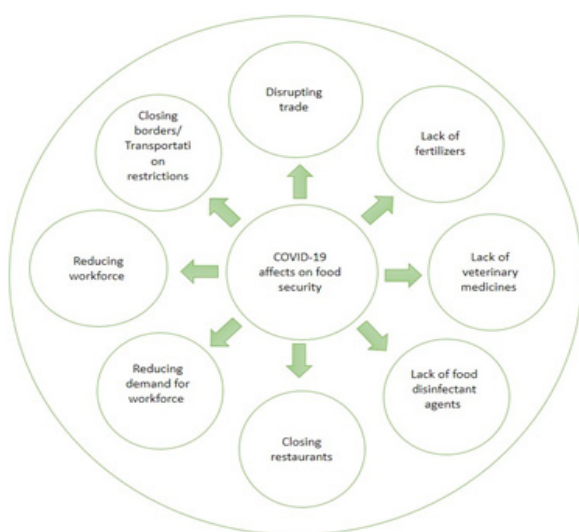 Disrupting
trade
Closing
borders/
Transportati
on
restrictions
Lack of
fertilizers
Reducing
workforce
COVID-19
affects on food
security
Lack of
veterinary
medicines
Reducing
demand for
workforce
Lack of food
disinfectant
agents
Closing
restaurants